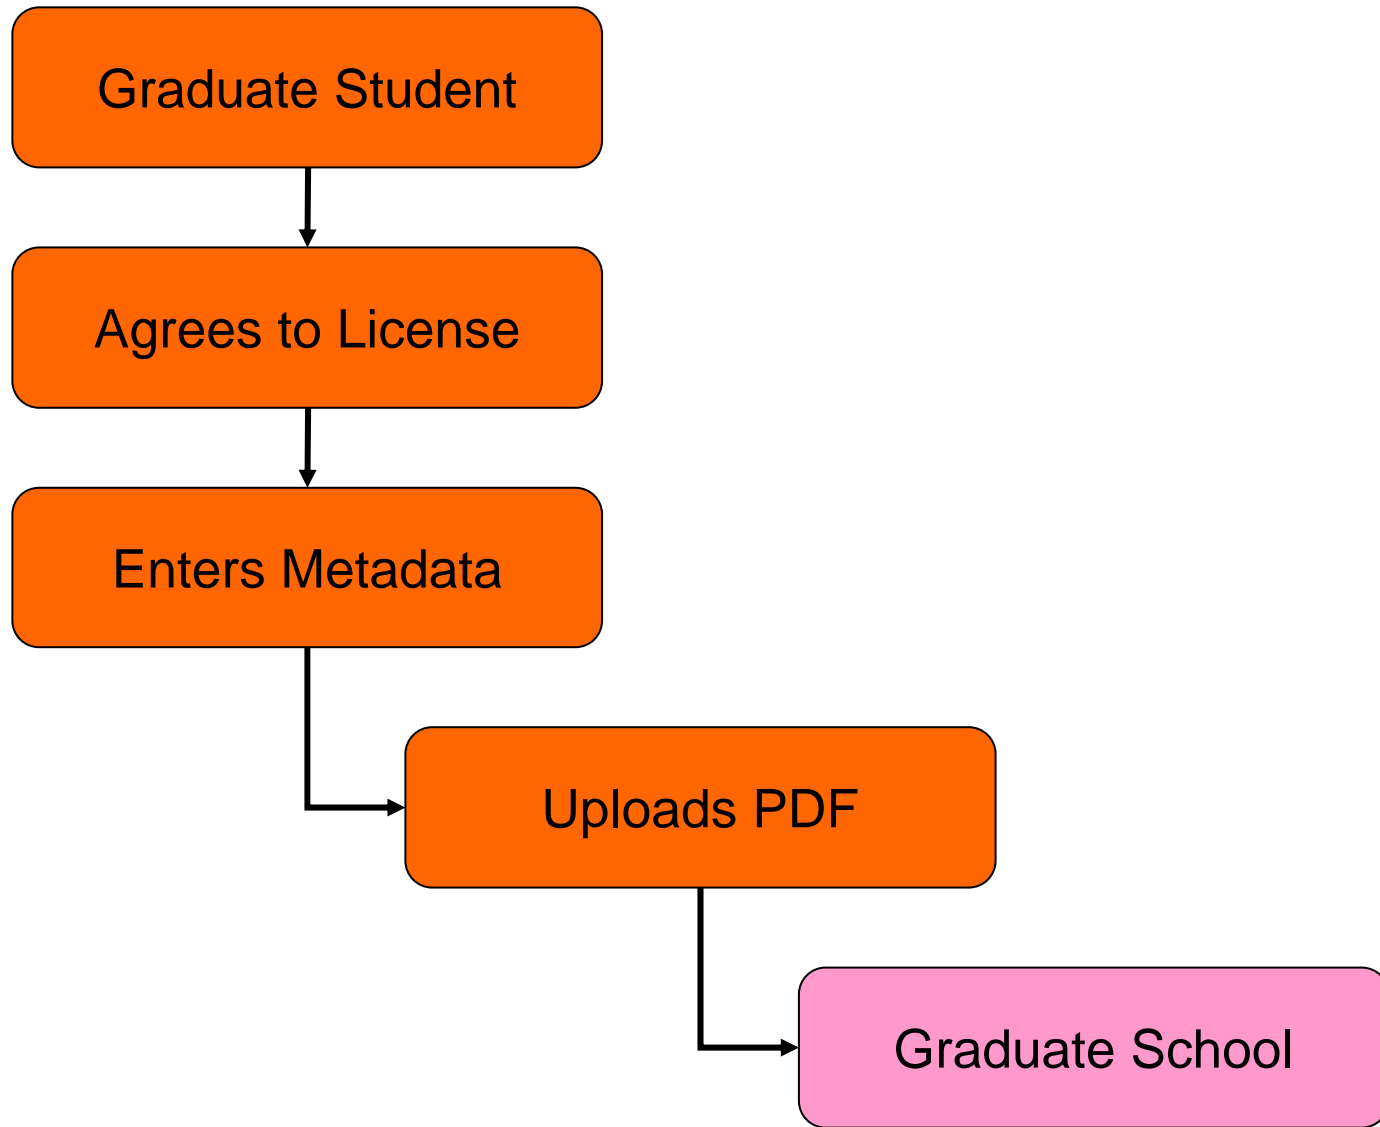 Graduate Student
Agrees to License
Enters Metadata
Uploads PDF
Graduate School